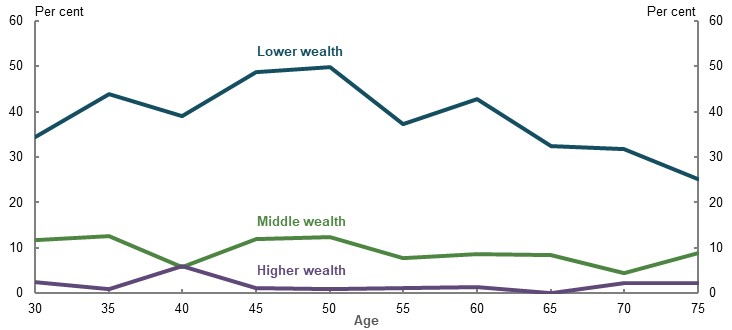 Per cent Per cent
60 60
Lower wealth
50 50
40 40
30 30
20 20
Middle wealth
10 10
Higher wealth
0 0
30 35 40 45 50 55 60 65 70 75
Age